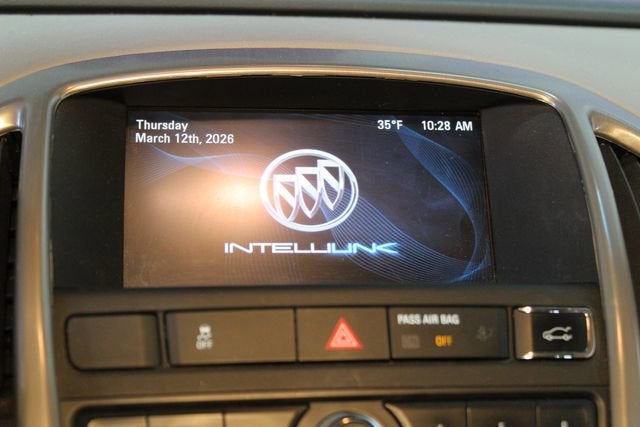 Thursday 35°F 10:28 AM
March 12th, 2026
INTELLILINK
PASS AIR BAG
OFF OFF